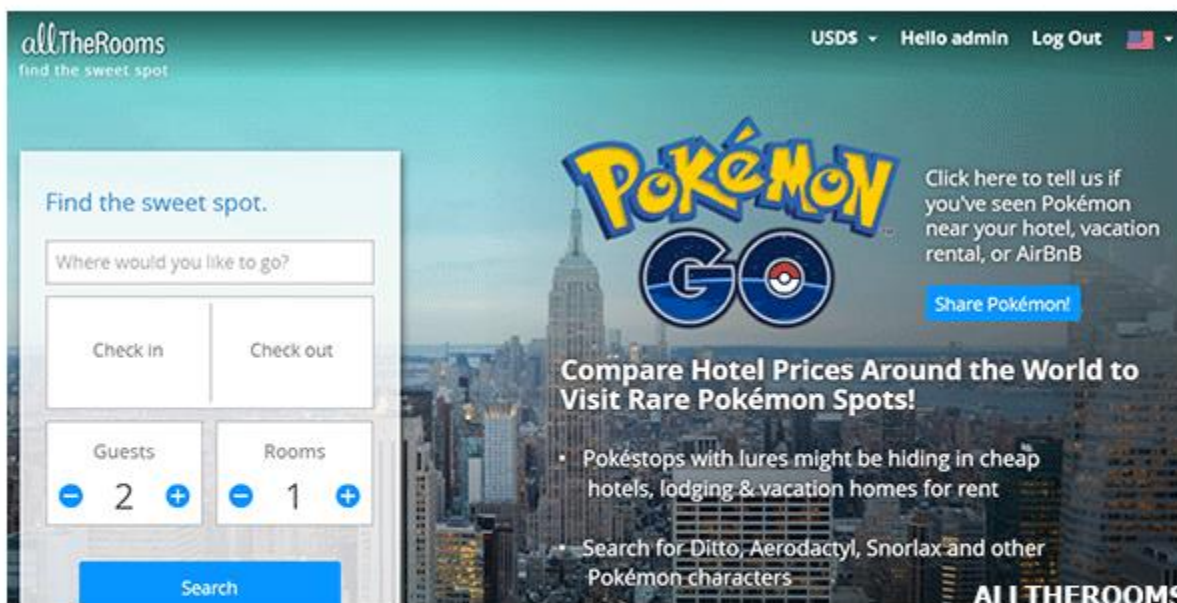 allTheRooms
find the sweet spot
USD$ Hello admin Log Out
Find the sweet spot.
Where would you like to go?
Check in Check out
Guests Rooms
2 1
Search
POKéMON
GO
TM
Click here to tell us if
you've seen Pokémon
near your hotel, vacation
rental, or AirBnB
Share Pokémon!
Compare Hotel Prices Around the World to
Visit Rare Pokémon Spots!
• Pokéstops with lures might be hiding in cheap
hotels, lodging & vacation homes for rent
• Search for Ditto, Aerodactyl, Snorlax and other
Pokémon characters
ALLTHEROOMS